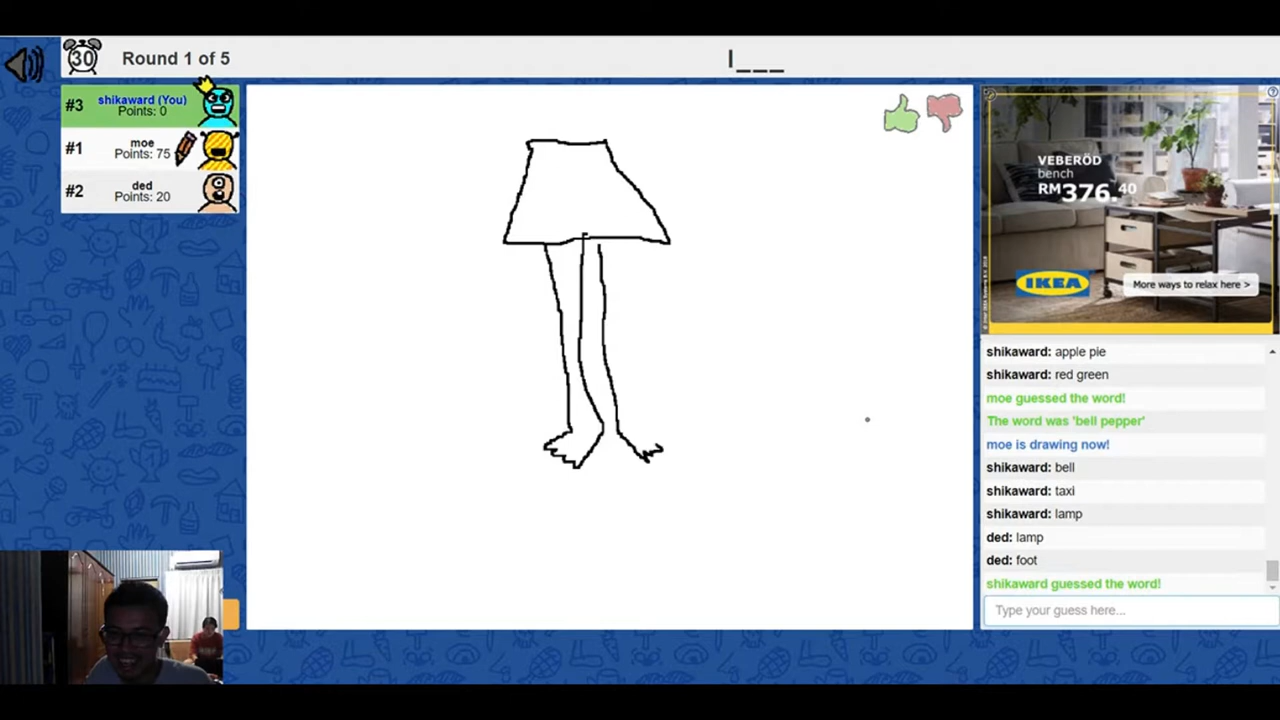 30
Round 1 of 5
l___
#3
shikaward (You)
Points: 0
#1
moe
Points: 75
#2
ded
Points: 20
VEBERÖD
bench
RM376.40
IKEA
More ways to relax here >
shikaward: apple pie
shikaward: red green
moe guessed the word!
The word was 'bell pepper'
moe is drawing now!
shikaward: bell
shikaward: taxi
shikaward: lamp
ded: lamp
ded: foot
shikaward guessed the word!
Type your guess here...